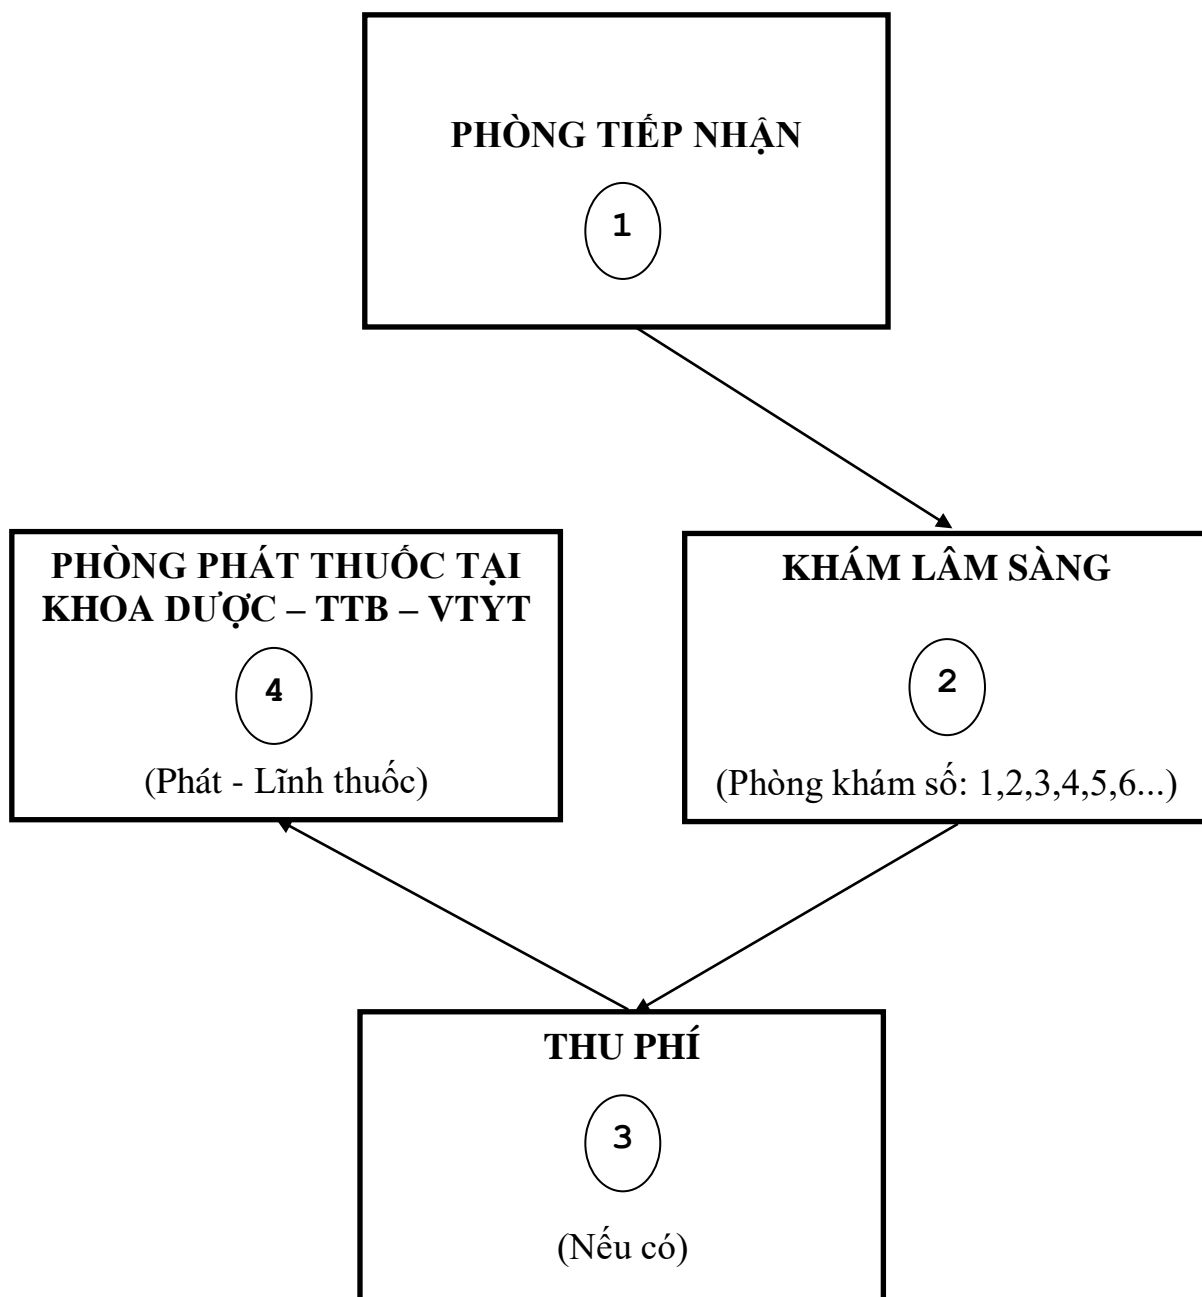 PHÒNG TIẾP NHẬN
1
PHÒNG PHÁT THUỐC TẠI
KHOA DƯỢC – TTB – VTYT
4
(Phát - Lĩnh thuốc)
KHÁM LÂM SÀNG
2
(Phòng khám số: 1,2,3,4,5,6...)
THU PHÍ
3
(Nếu có)